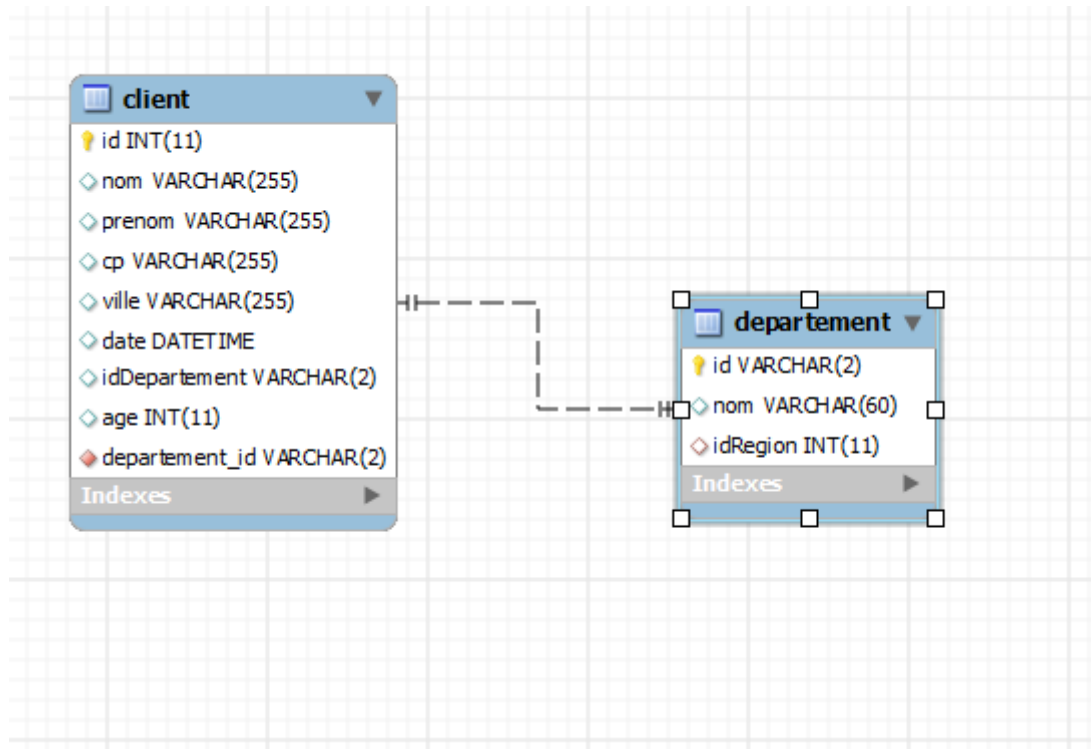 client
id INT(11)
nom VARCHAR(255)
prenom VARCHAR(255)
cp VARCHAR(255)
ville VARCHAR(255)
date DATETIME
idDepartement VARCHAR(2)
age INT(11)
departement_id VARCHAR(2)
Indexes
departement
id VARCHAR(2)
nom VARCHAR(60)
idRegion INT(11)
Indexes